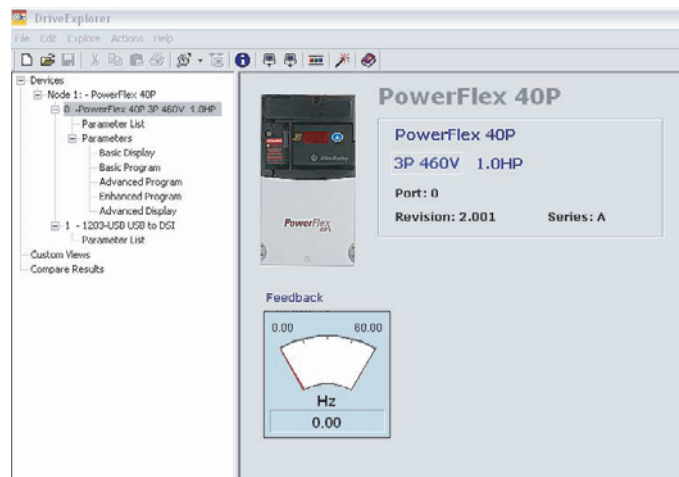 DriveExplorer
File Edit Explore Actions Help
Devices
Node 1: - PowerFlex 40P
0 -PowerFlex 40P 3P 460V 1.0HP
Parameter List
Parameters
Basic Display
Basic Program
Advanced Program
Enhanced Program
Advanced Display
1 - 1203-USB USB to DSI
Parameter List
Custom Views
Compare Results
PowerFlex 40P
PowerFlex 40P
3P 460V 1.0HP
Port: 0
Revision: 2.001 Series: A
Allen-Bradley
PowerFlex
40P
Feedback
0.00 60.00
Hz
0.00